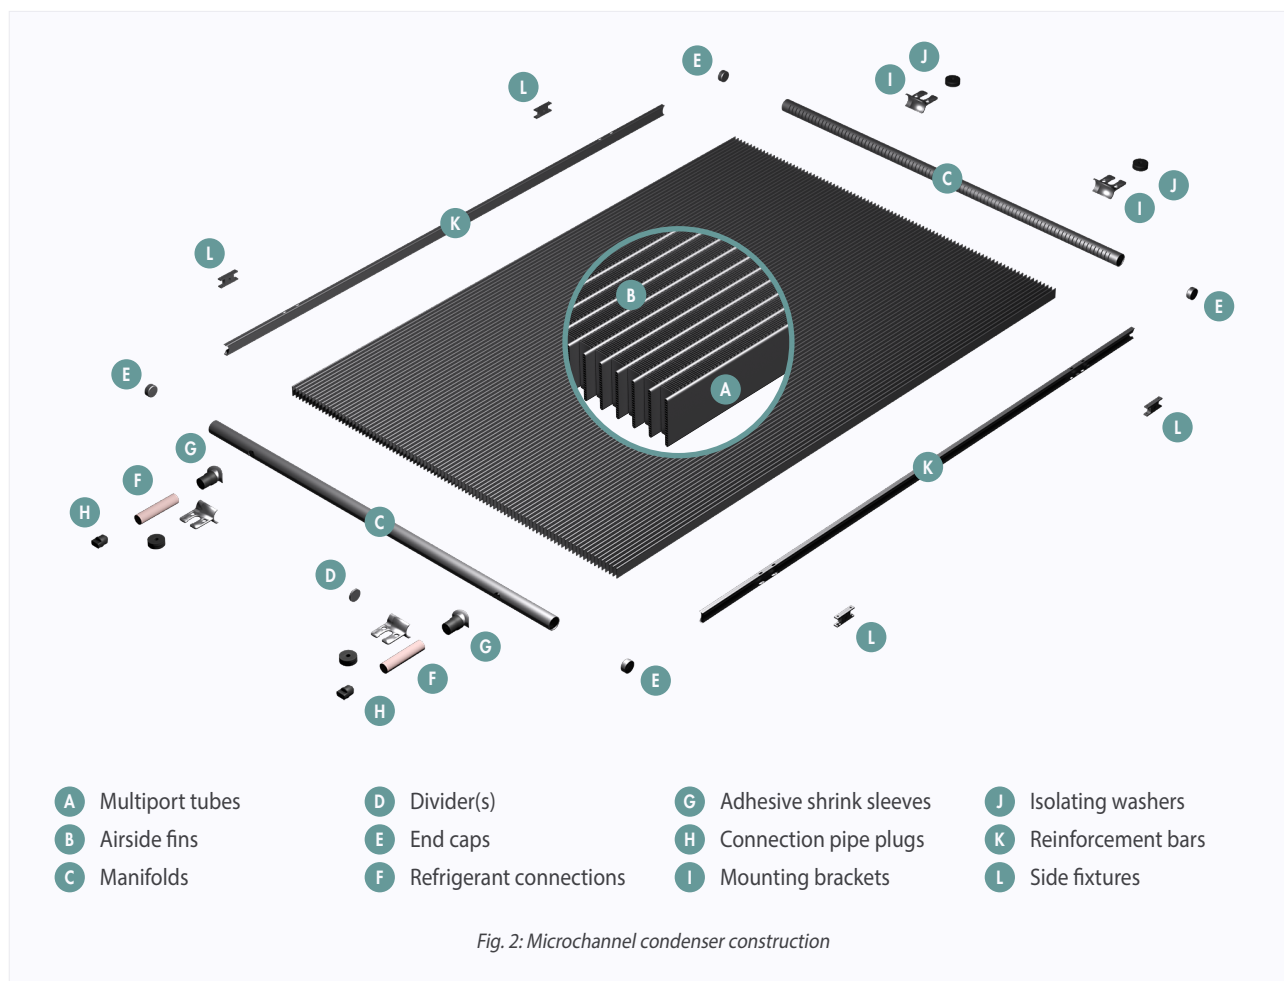 E
J
I
L
C
J
I
K
B
L
E
E
A
L
G
K
F
H
C
D
L
G
F
E
H
A Multiport tubes
B Airside fins
C Manifolds
D Divider(s)
E End caps
F Refrigerant connections
G Adhesive shrink sleeves
H Connection pipe plugs
I Mounting brackets
J Isolating washers
K Reinforcement bars
L Side fixtures
Fig. 2: Microchannel condenser construction